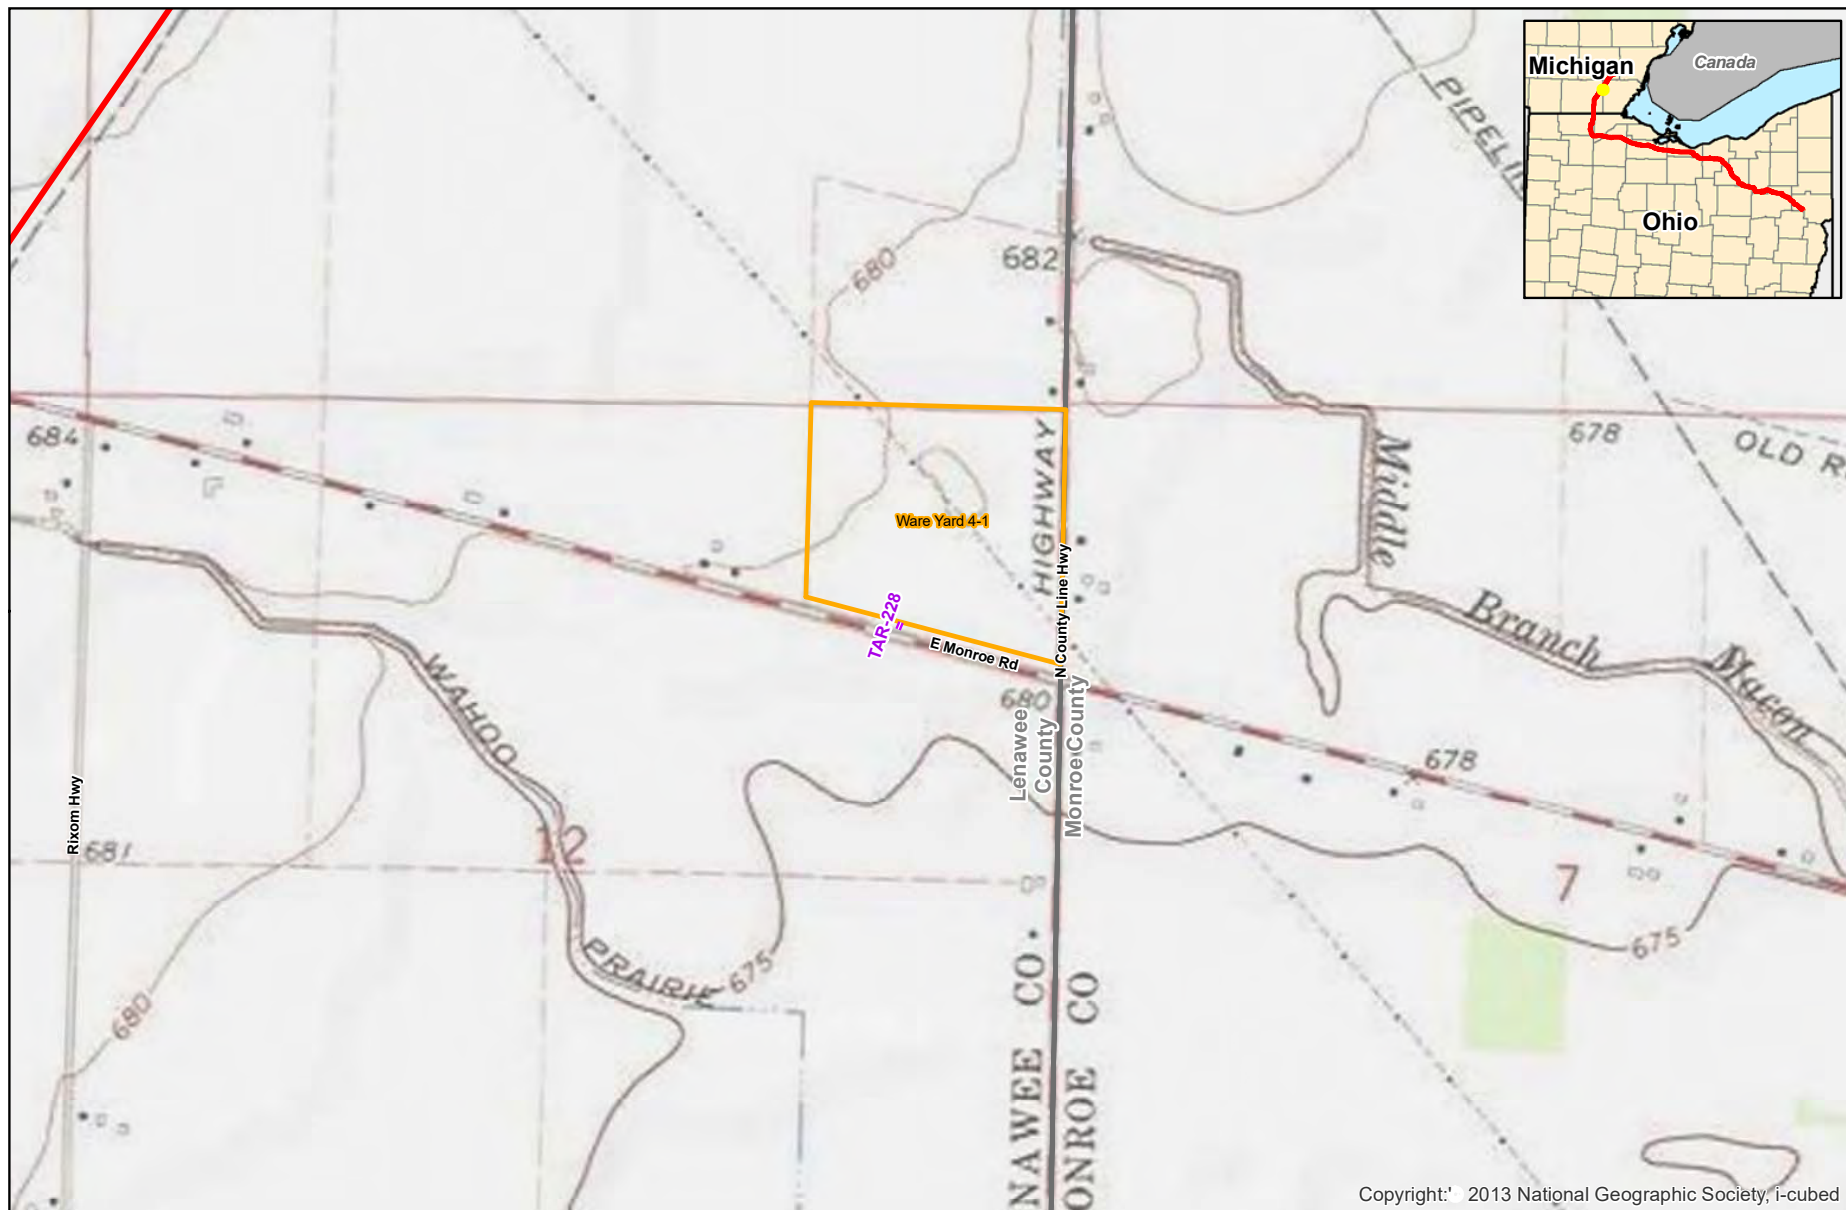 Michigan
Canada
Ohio
PIPELIN
680
682
684
HIGHWAY
Middle
678
OLD R
Ware Yard 4-1
N County Line Hwy
TAR-228
E Monroe Rd
Branch
Macon
WAHOO
680
Lenawee
County
Monroe County
678
Rixom Hwy
681
12
7
PRAIRIE
675
675
680
NAWEE CO
ONROE CO
Copyright:© 2013 National Geographic Society, i-cubed